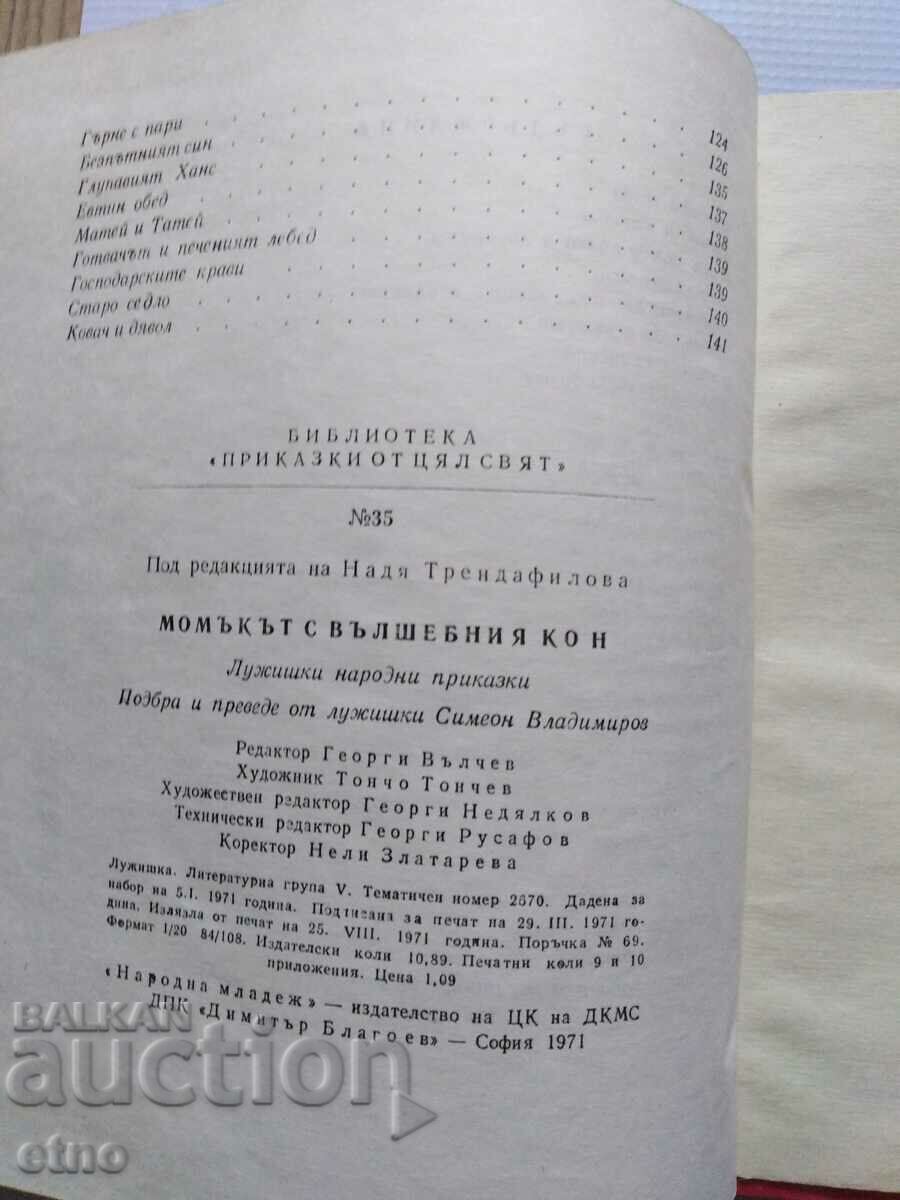 Гърне с пари . . . 124
Безпътният син . . . 126
Глупавият Ханс . . . 135
Евтин обед . . . 137
Матей и Татей . . . 138
Готвачът и печеният лебед . . . 139
Господарските крави . . . 139
Старо седло . . . 140
Ковач и дявол . . . 141
БИБЛИОТЕКА
«ПРИКАЗКИ ОТ ЦЯЛ СВЯТ»
№35
Под редакцията на Надя Трендафилова
МОМЪКЪТ С ВЪЛШЕБНИЯ КОН
Лужишки народни приказки
Подбра и преведе от лужишки Симеон Владимиров
Редактор Георги Вълчев
Художник Тончо Тончев
Художествен редактор Георги Недялков
Технически редактор Георги Русафов
Коректор Нели Златарева
Лужишка. Литературна група V. Тематичен номер 2670. Дадена за
набор на 5.I. 1971 година. Подписана за печат на 29. III. 1971 го-
дина. Излязла от печат на 25. VIII. 1971 година. Поръчка № 69.
Формат 1/20 84/108. Издателски коли 10,89. Печатни коли 9 и 10
приложения. Цена 1,09
«Народна младеж» — издателство на ЦК на ДКМС
ДПК «Димитър Благоев» — София 1971
BALKAN
auction
etno